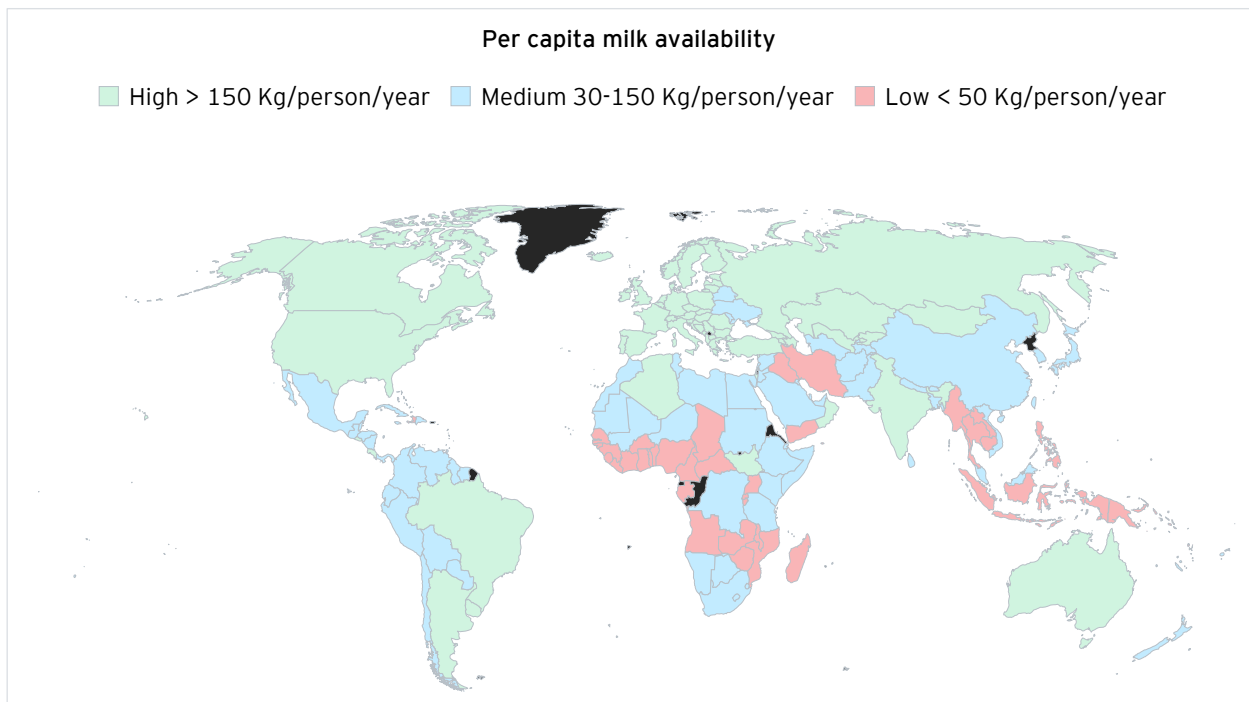 Per capita milk availability
High > 150 Kg/person/year Medium 30-150 Kg/person/year Low < 50 Kg/person/year